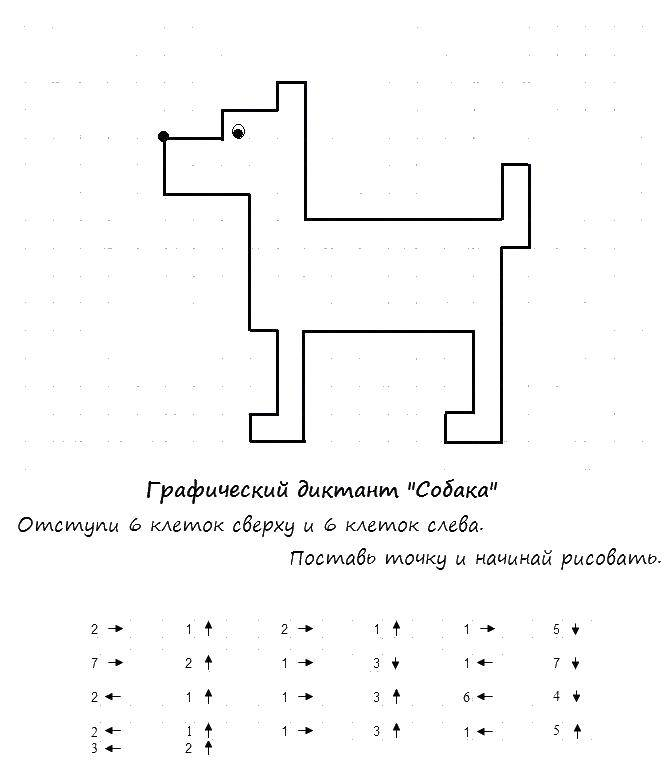 Графический диктант "Собака"
Отступи 6 клеток сверху и 6 клеток слева.
Поставь точку и начинай рисовать.
2 → 1 ↑ 2 → 1 ↑ 1 → 5 ↓
7 → 2 ↑ 1 → 3 ↓ 1 ← 7 ↓
2 ← 1 ↑ 1 → 3 ↑ 6 ← 4 ↓
2 ← 1 ↑ 1 → 3 ↑ 1 ← 5 ↑
3 ← 2 ↑